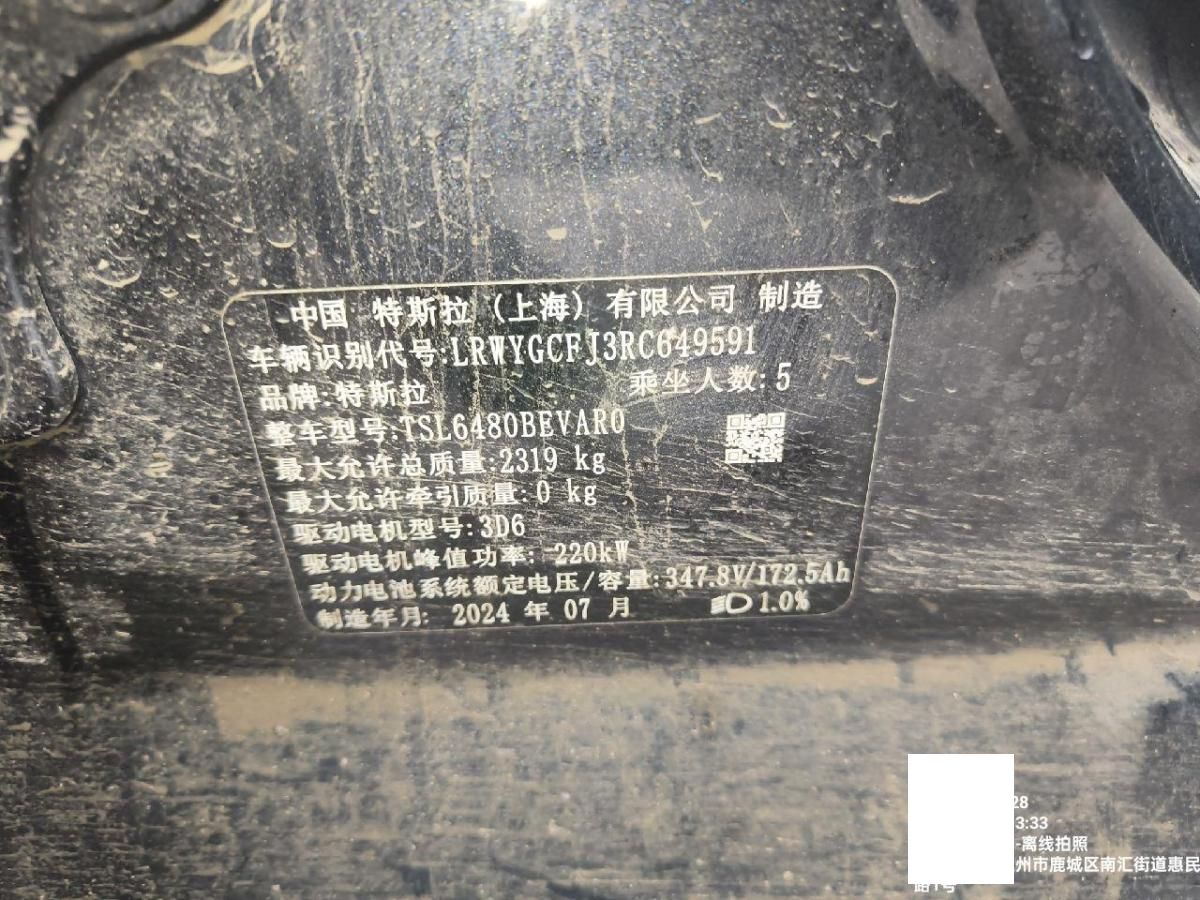 中国 特斯拉（上海）有限公司 制造
车辆识别代号:LRWYGCFJ3RC649591
品牌:特斯拉 乘坐人数:5
整车型号:TSL6480BEVAR0
最大允许总质量:2319 kg
最大允许牵引质量:0 kg
驱动电机型号:3D6
驱动电机峰值功率: 220kW
动力电池系统额定电压/容量:347.8V/172.5Ah
制造年月: 2024 年 07 月 1.0%
28
3:33
-离线拍照
州市鹿城区南汇街道惠民
路1号